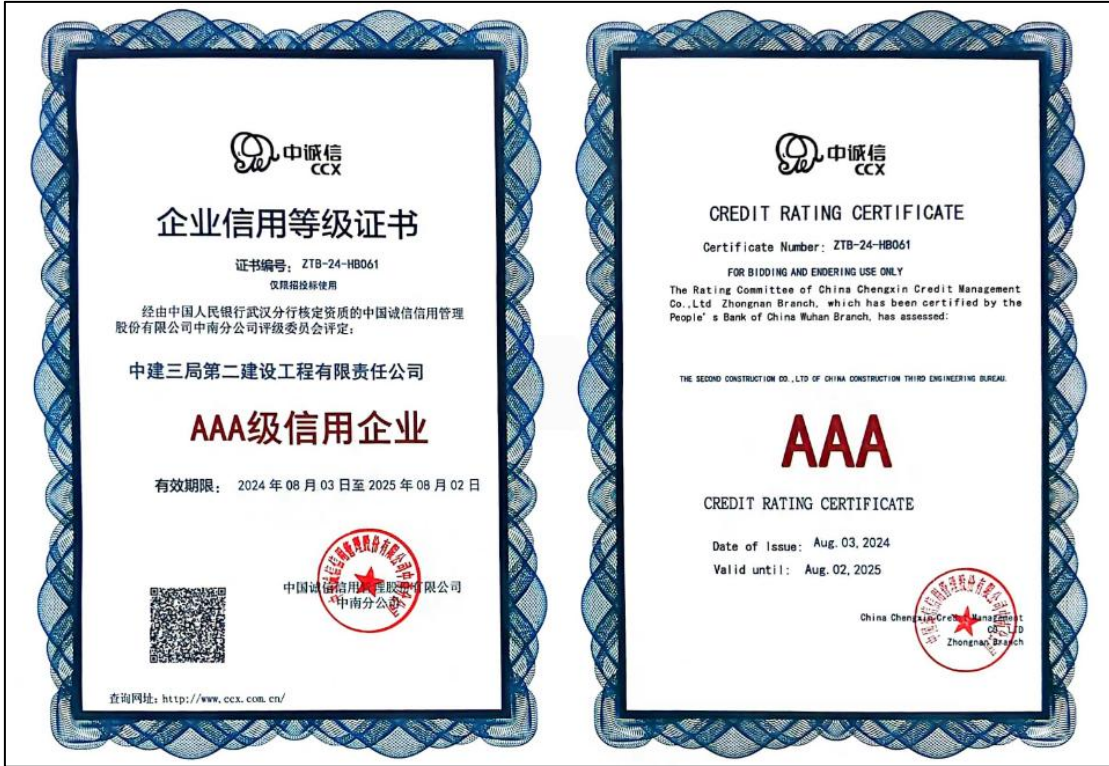 中诚信
CCX
企业信用等级证书
证书编号：ZTB-24-HB061
仅限招投标使用
经由中国人民银行武汉分行核定资质的中国诚信信用管理
股份有限公司中南分公司评级委员会评定：
中建三局第二建设工程有限责任公司
AAA级信用企业
有效期限： 2024年08月03日至2025年08月02日
中国诚信信用管理股份有限公司
中南分公司
查询网址：http://www.ccx.com.cn/
中诚信
CCX
CREDIT RATING CERTIFICATE
Certificate Number: ZTB-24-HB061
FOR BIDDING AND ENDERING USE ONLY
The Rating Committee of China Chengxin Credit Management
Co.,Ltd Zhongnan Branch, which has been certified by the
People's Bank of China Wuhan Branch, has assessed:
THE SECOND CONSTRUCTION CO.,LTD OF CHINA CONSTRUCTION THIRD ENGINEERING BUREAU.
AAA
CREDIT RATING CERTIFICATE
Date of Issue: Aug. 03, 2024
Valid until: Aug. 02, 2025
China Chengxin Credit Management
CO.,LTD
Zhongnan Branch